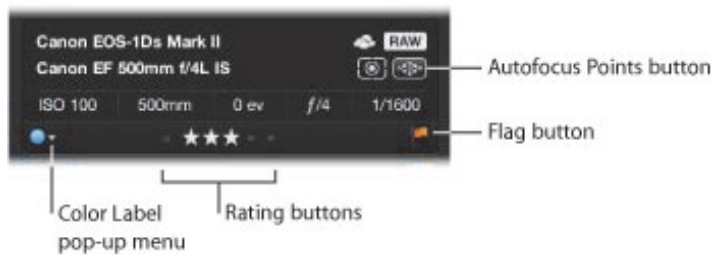 Canon EOS-1Ds Mark II RAW
Canon EF 500mm f/4L IS
Autofocus Points button
ISO 100 500mm 0 ev ƒ/4 1/1600
Flag button
Color Label
pop-up menu
Rating buttons